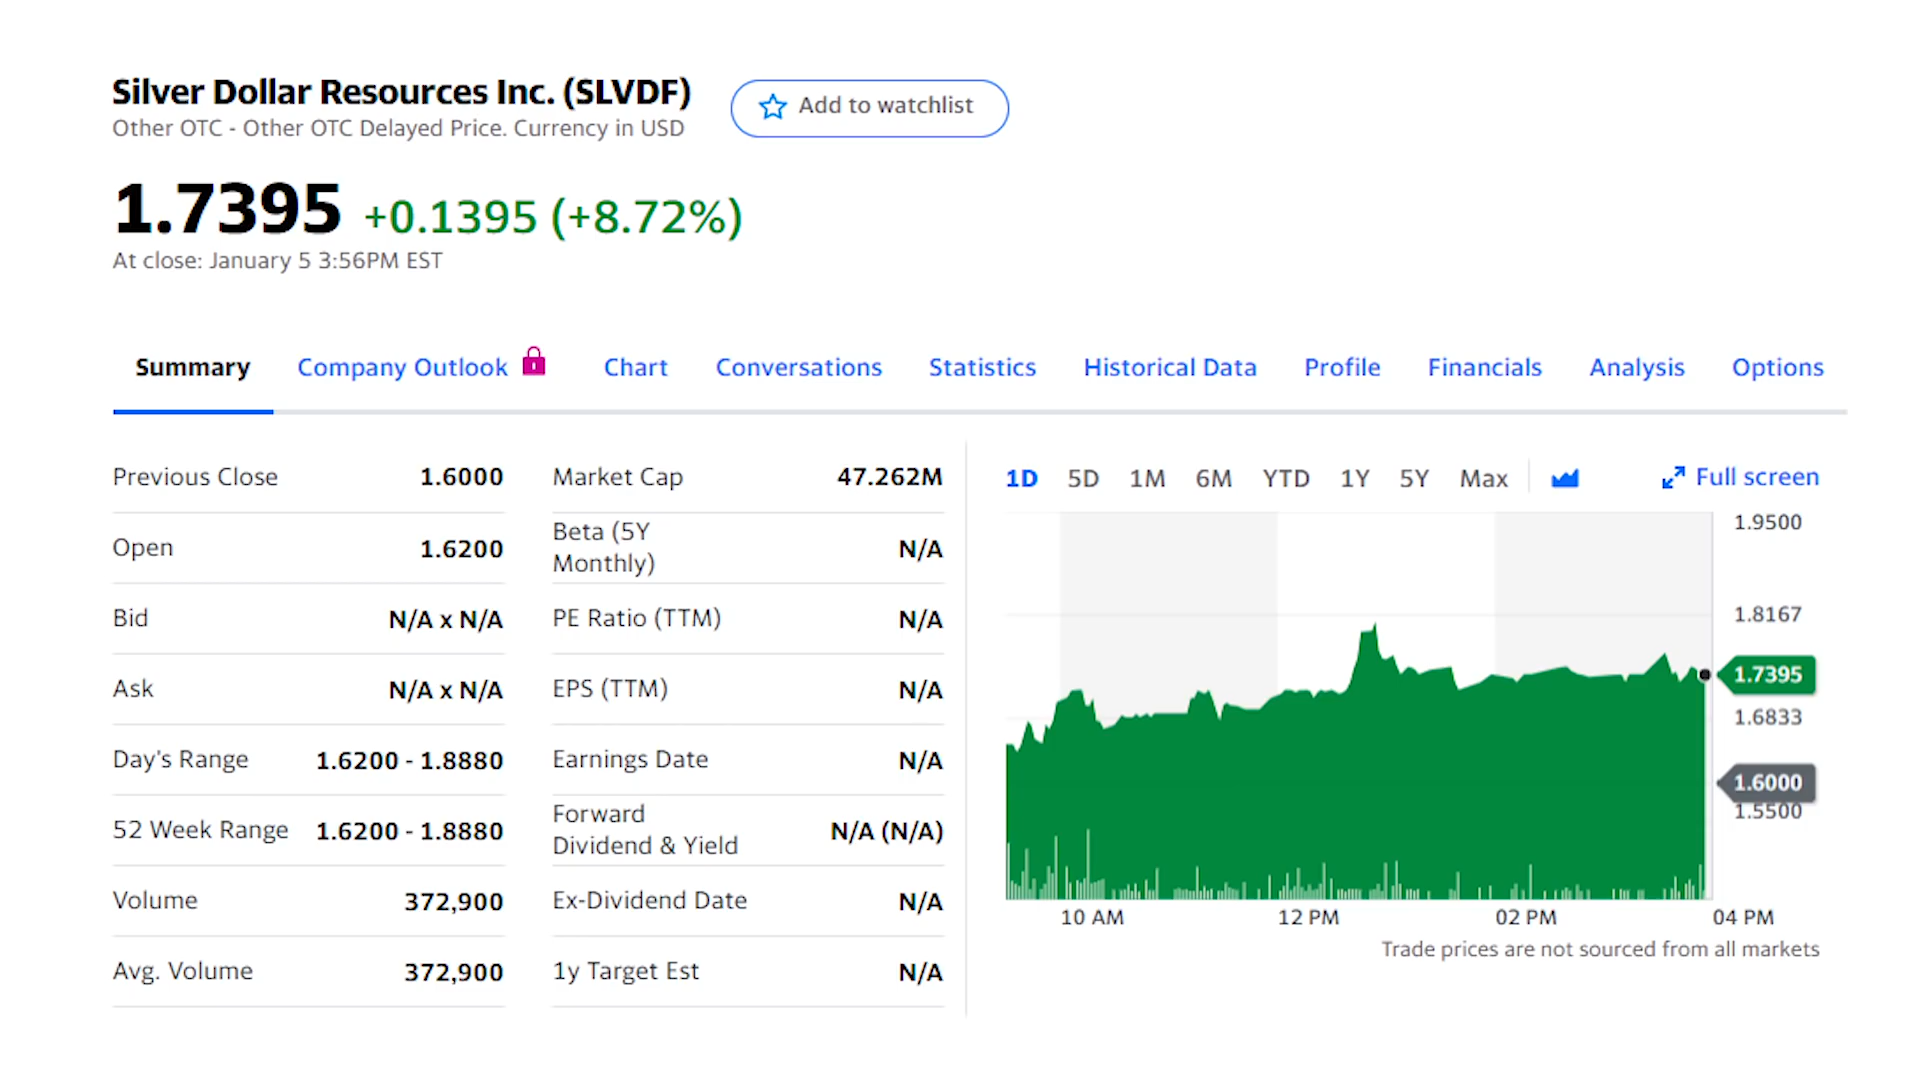 Silver Dollar Resources Inc. (SLVDF)
Add to watchlist
Other OTC - Other OTC Delayed Price. Currency in USD
1.7395 +0.1395 (+8.72%)
At close: January 5 3:56PM EST
Summary Company Outlook Chart Conversations Statistics Historical Data Profile Financials Analysis Options
Previous Close 1.6000
Open 1.6200
Bid N/A x N/A
Ask N/A x N/A
Day's Range 1.6200 - 1.8880
52 Week Range 1.6200 - 1.8880
Volume 372,900
Avg. Volume 372,900
Market Cap 47.262M
Beta (5Y
Monthly) N/A
PE Ratio (TTM) N/A
EPS (TTM) N/A
Earnings Date N/A
Forward
Dividend & Yield N/A (N/A)
Ex-Dividend Date N/A
1y Target Est N/A
1D 5D 1M 6M YTD 1Y 5Y Max Full screen
1.9500
1.8167
1.7395
1.6833
1.6000
1.5500
10 AM 12 PM 02 PM 04 PM
Trade prices are not sourced from all markets